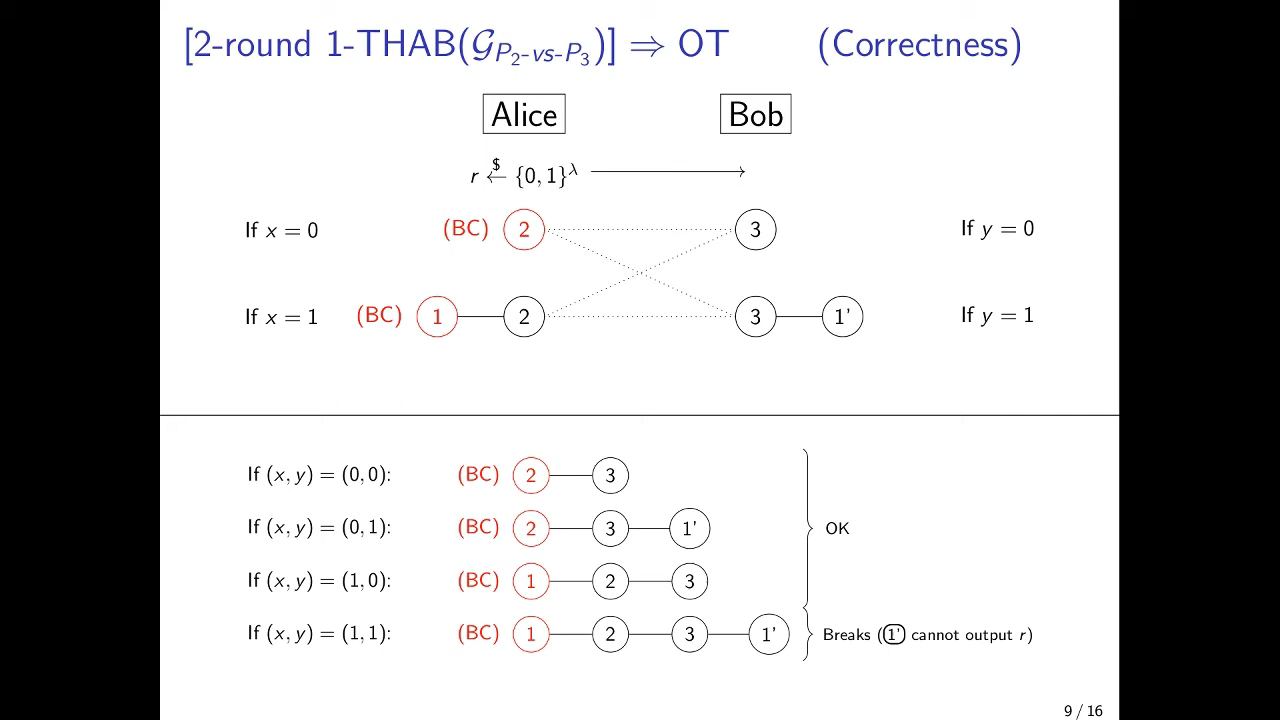 [2-round 1-THAB(𝒢_{P₂-vs-P₃})] ⇒ OT (Correctness)
Alice Bob
r ←$ {0, 1}^λ
If x = 0 (BC) 2 3 If y = 0
If x = 1 (BC) 1 2 3 1' If y = 1
If (x, y) = (0, 0): (BC) 2 3
If (x, y) = (0, 1): (BC) 2 3 1'
OK
If (x, y) = (1, 0): (BC) 1 2 3
If (x, y) = (1, 1): (BC) 1 2 3 1' Breaks (1' cannot output r)
9 / 16